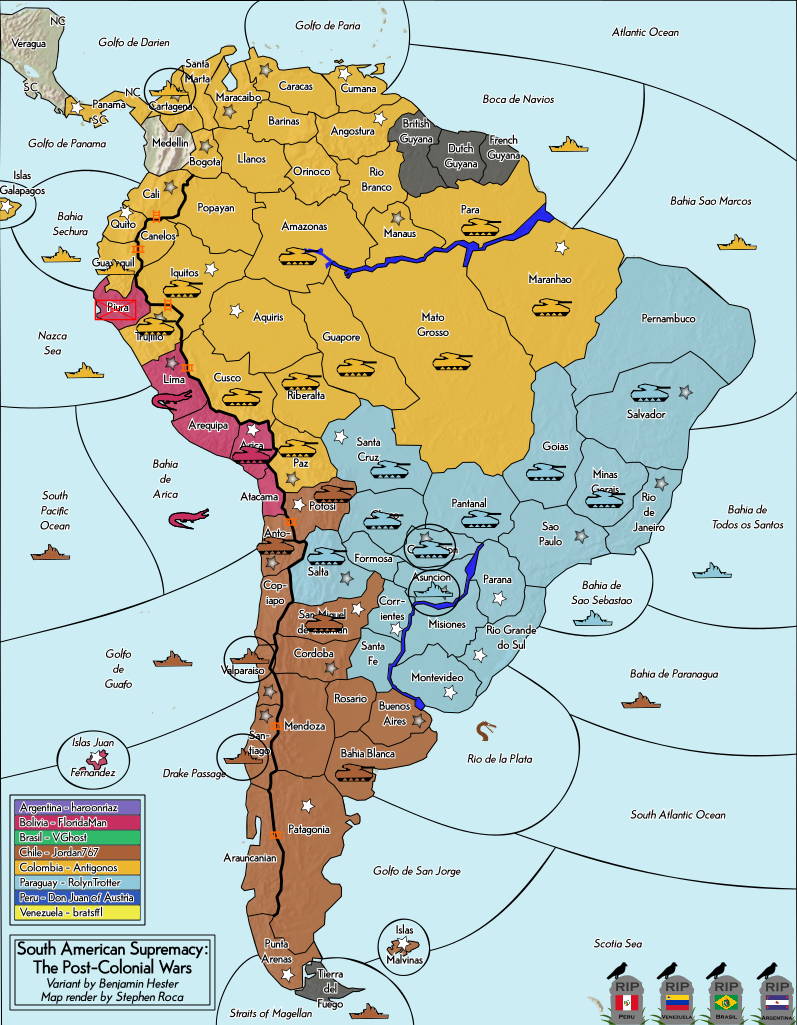 NC
Veragua
Golfo de Darien
Golfo de Paria
Atlantic Ocean
SC
NC
Panama
SC
Santa
Marta
Cartagena
Maracaibo
Caracas
Cumana
Barinas
Angostura
Boca de Navios
British
Guyana
Dutch
Guyana
French
Guyana
Golfo de Panama
Medellin
Bogota
Llanos
Orinoco
Rio
Branco
Islas
Galapagos
Cali
Popayan
Bahia
Sechura
Quito
Canelos
Amazonas
Manaus
Para
Bahia Sao Marcos
Guayaquil
Iquitos
Maranhao
Piura
Aquiris
Mato
Grosso
Pernambuco
Nazca
Sea
Trujillo
Guapore
Lima
Cusco
Riberalta
Salvador
Arequipa
Arica
Paz
Santa
Cruz
Goias
Minas
Gerais
Bahia
de
Arica
Atacama
Potosi
Pantanal
Rio
de
Janeiro
South
Pacific
Ocean
Bahia de
Todos os Santos
Anto-
Sao
Paulo
Salta
Formosa
Asuncion
Parana
Bahia de
Sao Sebastao
Cop-
iapo
Corr-
ientes
San Miguel
Misiones
Rio Grande
do Sul
Golfo
de
Guafo
Valparaiso
Cordoba
Santa
Fe
Montevideo
Bahia de Paranagua
Rosario
Buenos
Aires
Islas Juan
Fernandez
San-
tiago
Mendoza
Bahia Blanca
Rio de la Plata
Drake Passage
South Atlantic Ocean
Patagonia
Araucanian
Golfo de San Jorge
Argentina - haroonriaz
Bolivia - FloridaMan
Brasil - VGhost
Chile - Jordan767
Colombia - Antigonos
Paraguay - RolynTrotter
Peru - Don Juan of Austria
Venezuela - bratsffl
South American Supremacy:
The Post-Colonial Wars
Variant by Benjamin Hester
Map render by Stephen Roca
Punta
Arenas
Tierra
del
Fuego
Islas
Malvinas
Scotia Sea
Straits of Magellan
RIP
PERU
RIP
VENEZUELA
RIP
BRASIL
RIP
ARGENTINA